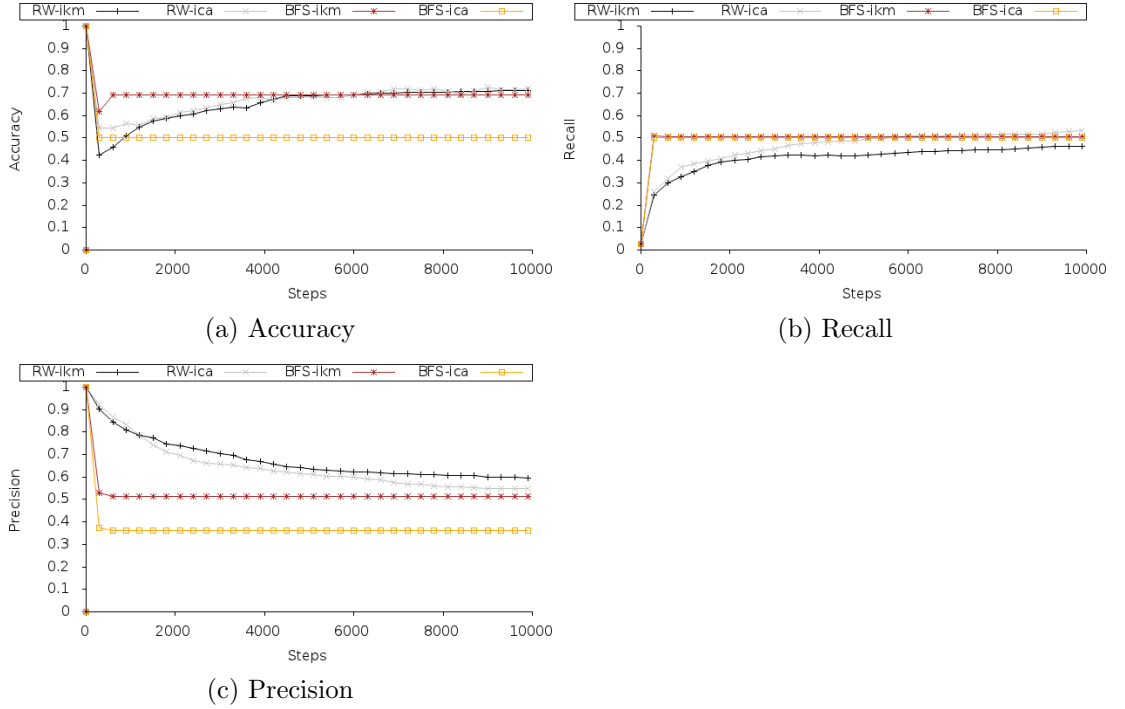 RW-ikm RW-ica BFS-ikm BFS-ica
1
0.9
0.8
0.7
0.6
0.5
0.4
0.3
0.2
0.1
0
Accuracy
0 2000 4000 6000 8000 10000
Steps
(a) Accuracy
RW-ikm RW-ica BFS-ikm BFS-ica
1
0.9
0.8
0.7
0.6
0.5
0.4
0.3
0.2
0.1
0
Recall
0 2000 4000 6000 8000 10000
Steps
(b) Recall
RW-ikm RW-ica BFS-ikm BFS-ica
1
0.9
0.8
0.7
0.6
0.5
0.4
0.3
0.2
0.1
0
Precision
0 2000 4000 6000 8000 10000
Steps
(c) Precision